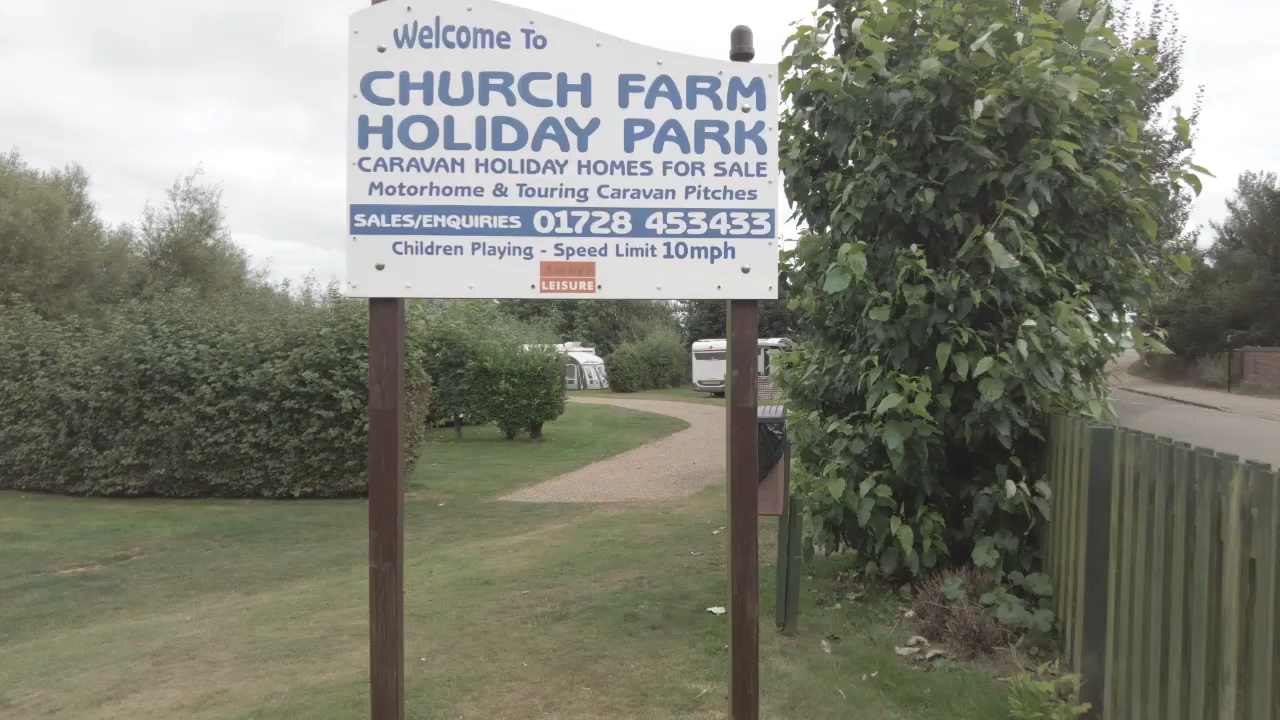 Welcome To
CHURCH FARM
HOLIDAY PARK
CARAVAN HOLIDAY HOMES FOR SALE
Motorhome & Touring Caravan Pitches
SALES/ENQUIRIES 01728 453433
Children Playing - Speed Limit 10mph
LEISURE